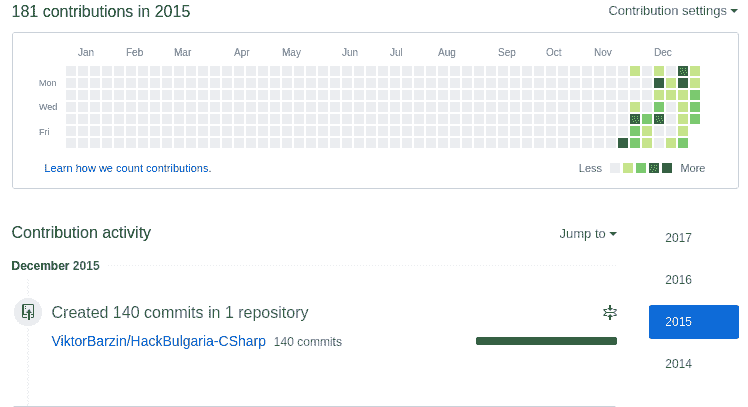 181 contributions in 2015
Contribution settings
Jan Feb Mar Apr May Jun Jul Aug Sep Oct Nov Dec
Mon
Wed
Fri
Learn how we count contributions.
Less More
Contribution activity
Jump to
2017
December 2015
2016
Created 140 commits in 1 repository
2015
ViktorBarzin/HackBulgaria-CSharp 140 commits
2014